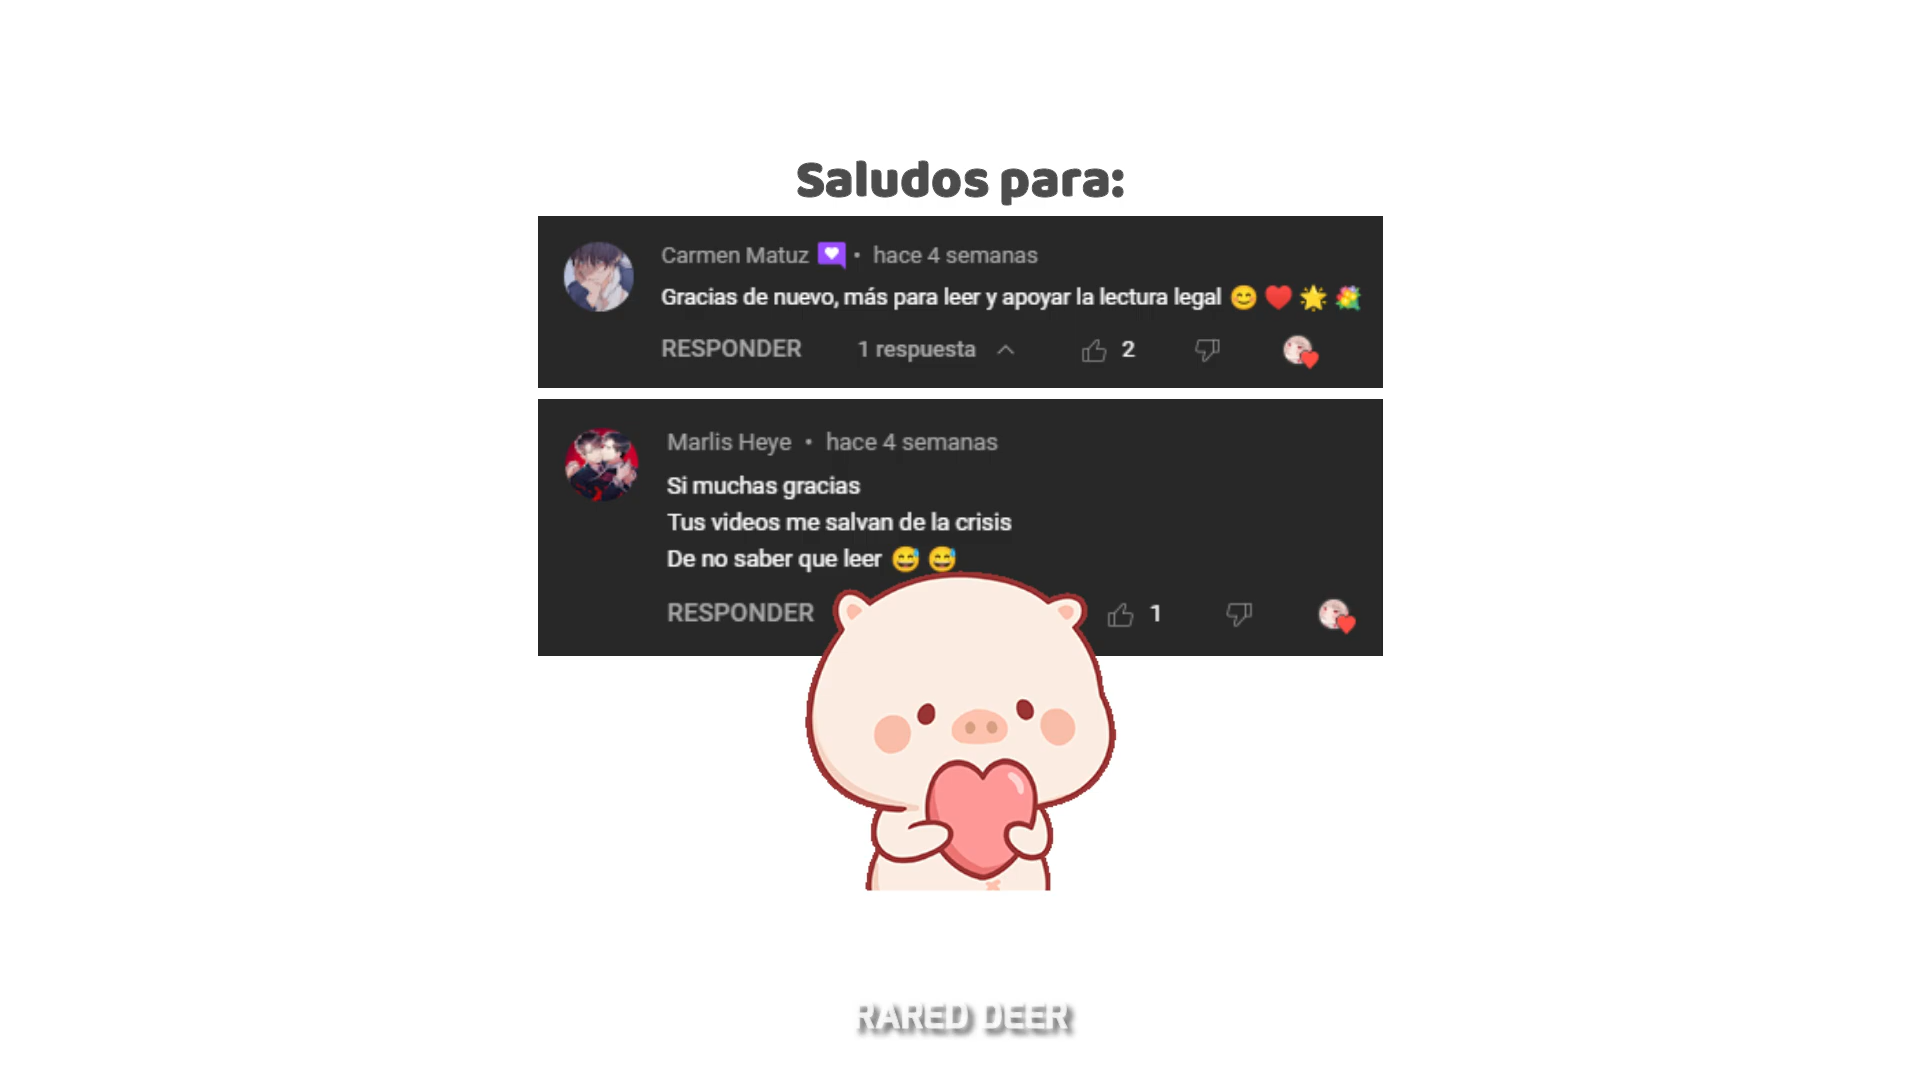 Saludos para:
Carmen Matuz • hace 4 semanas
Gracias de nuevo, más para leer y apoyar la lectura legal 😊 ❤️ 🌟 💐
RESPONDER 1 respuesta 2
Marlis Heye • hace 4 semanas
Si muchas gracias
Tus videos me salvan de la crisis
De no saber que leer 😅 😅
RESPONDER 1
RARED DEER